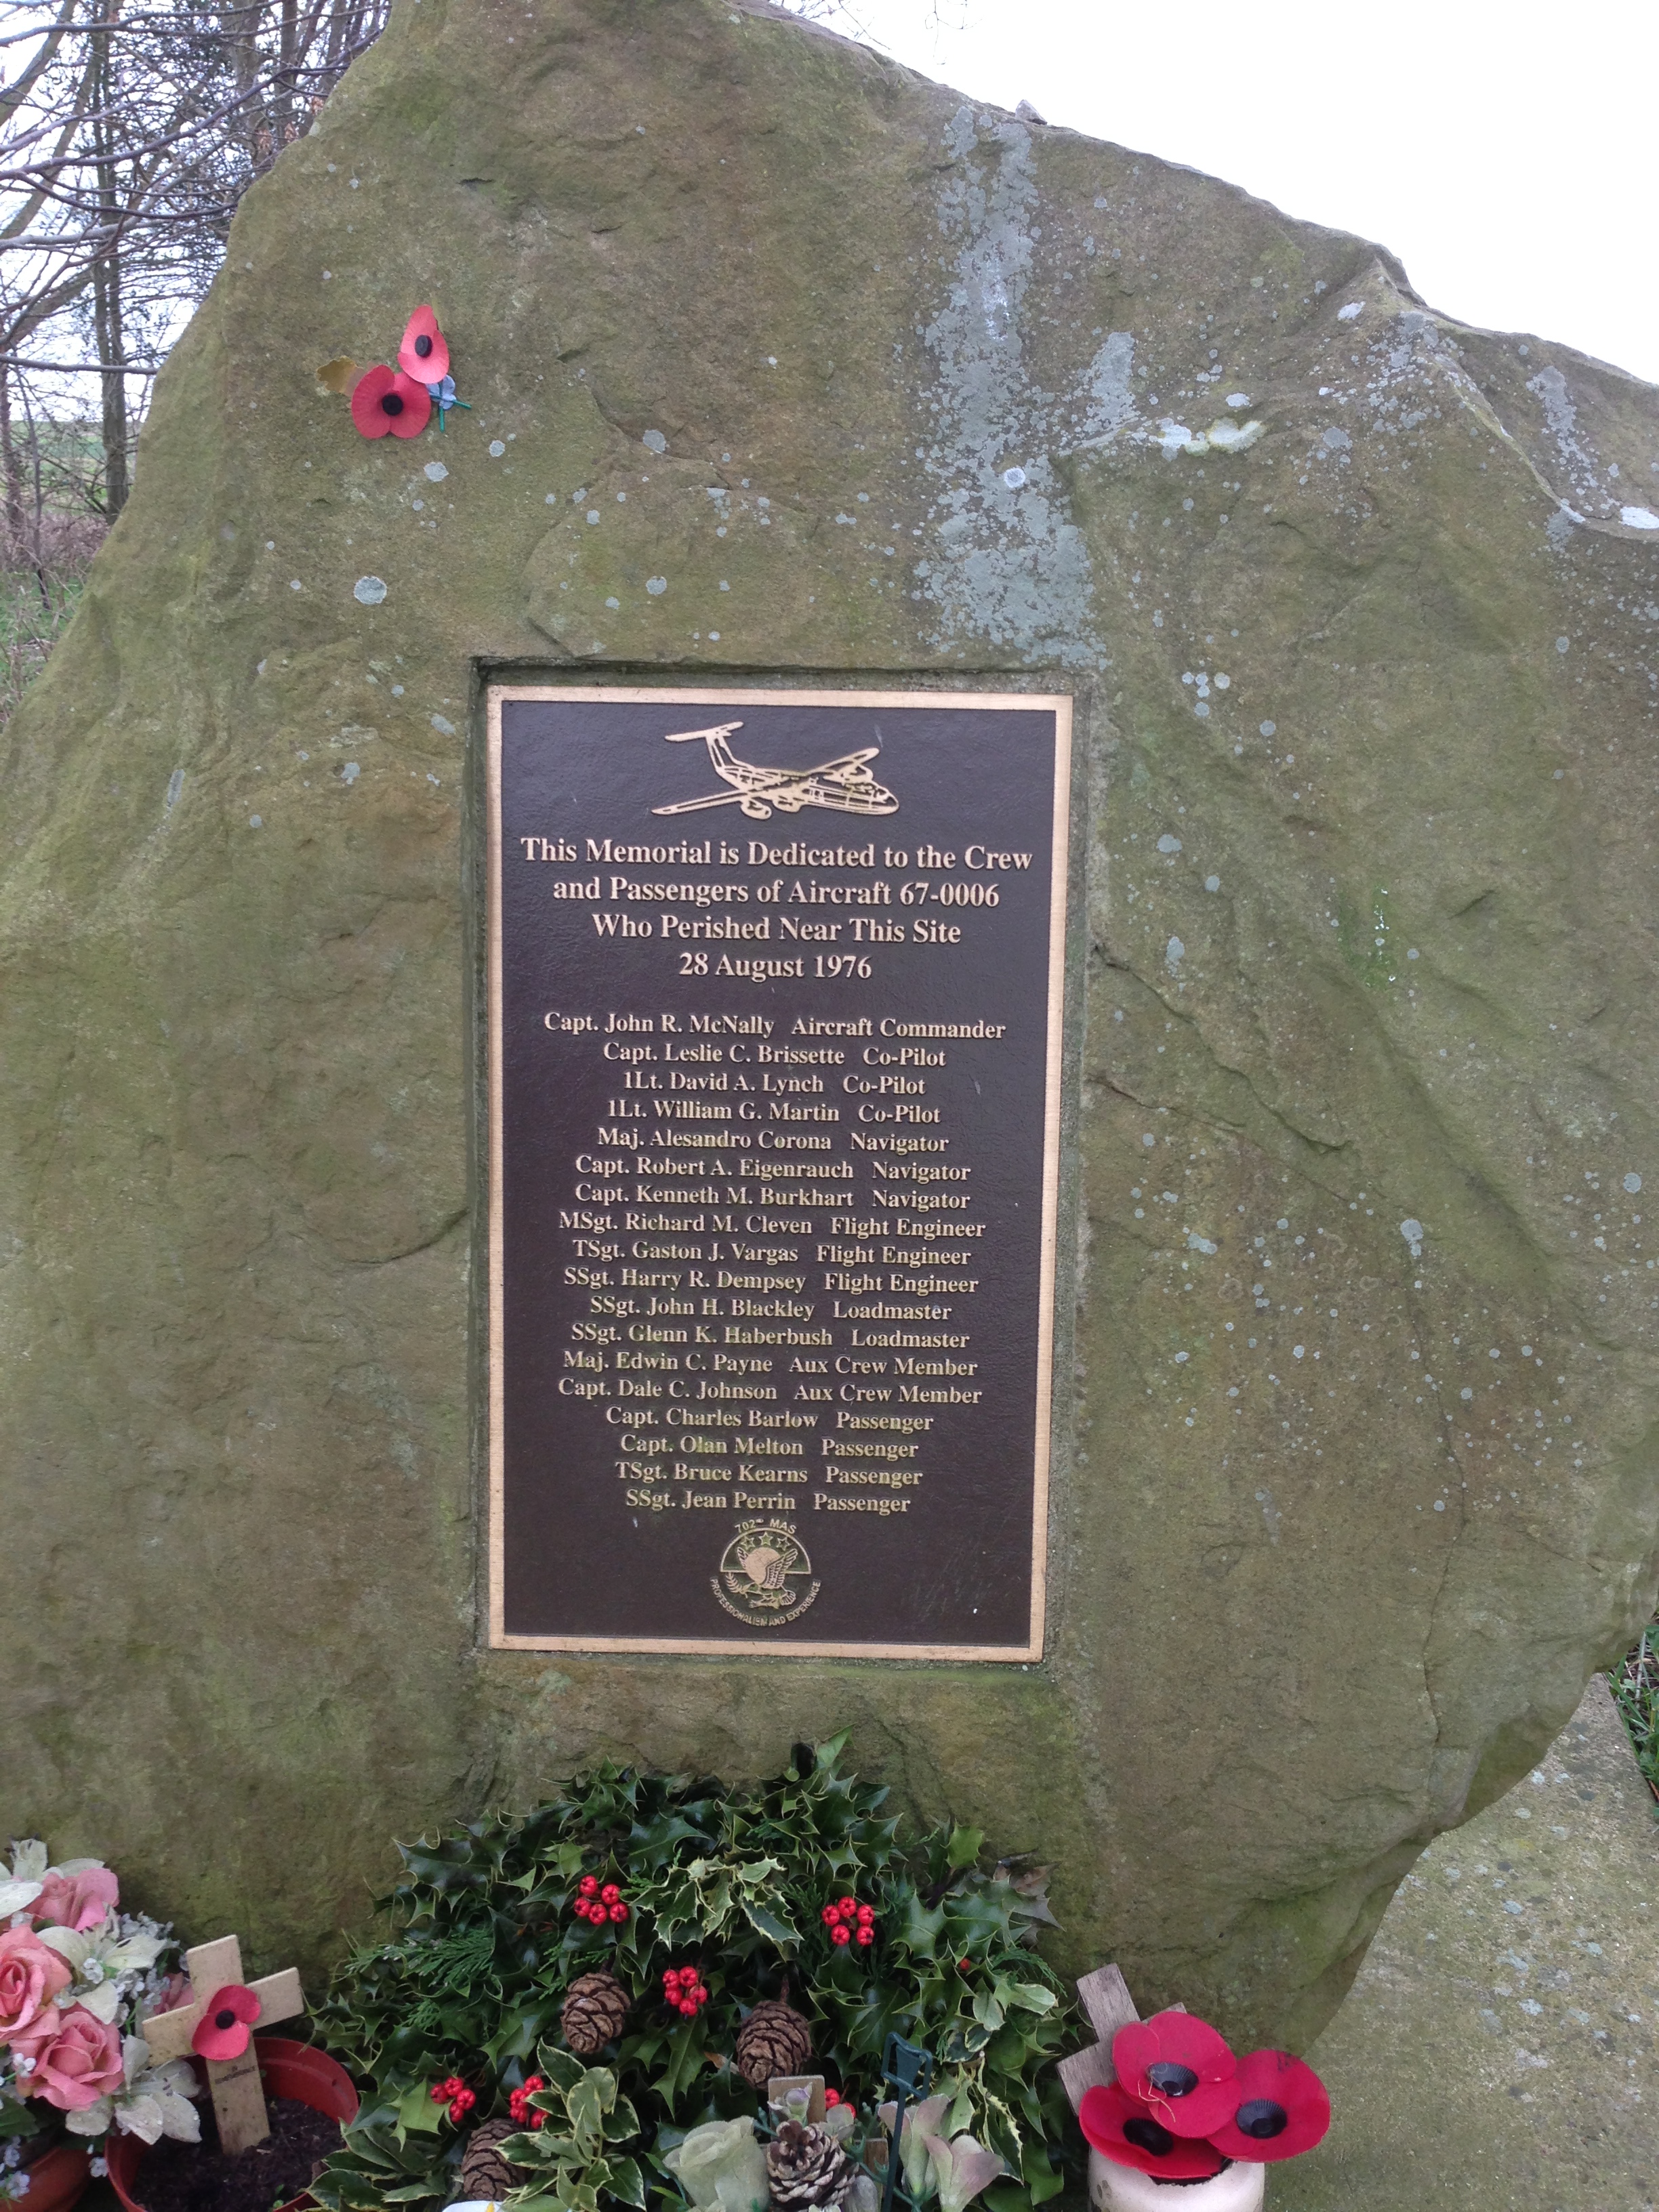 This Memorial is Dedicated to the Crew
and Passengers of Aircraft 67-0006
Who Perished Near This Site
28 August 1976
Capt. John R. McNally Aircraft Commander
Capt. Leslie C. Brissette Co-Pilot
1Lt. David A. Lynch Co-Pilot
1Lt. William G. Martin Co-Pilot
Maj. Alesandro Corona Navigator
Capt. Robert A. Eigenrauch Navigator
Capt. Kenneth M. Burkhart Navigator
MSgt. Richard M. Cleven Flight Engineer
TSgt. Gaston J. Vargas Flight Engineer
SSgt. Harry R. Dempsey Flight Engineer
SSgt. John H. Blackley Loadmaster
SSgt. Glenn K. Haberbush Loadmaster
Maj. Edwin C. Payne Aux Crew Member
Capt. Dale C. Johnson Aux Crew Member
Capt. Charles Barlow Passenger
Capt. Olan Melton Passenger
TSgt. Bruce Kearns Passenger
SSgt. Jean Perrin Passenger
702ND MAS
PROFESSIONALISM AND EXPERIENCE